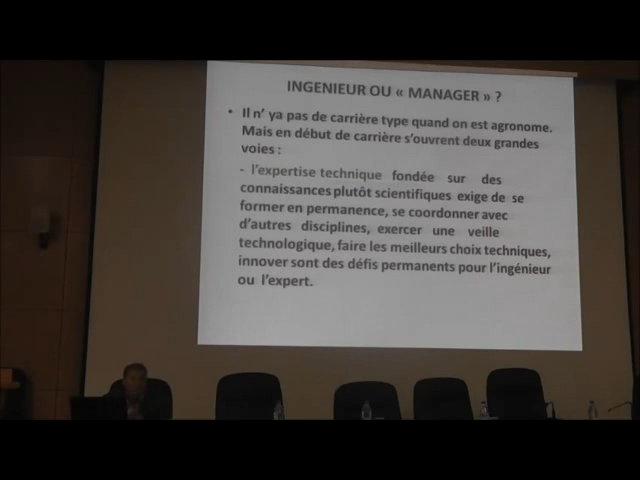 INGENIEUR OU « MANAGER » ?
• Il n' ya pas de carrière type quand on est agronome.
Mais en début de carrière s'ouvrent deux grandes
voies :
- l'expertise technique fondée sur des
connaissances plutôt scientifiques exige de se
former en permanence, se coordonner avec
d'autres disciplines, exercer une veille
technologique, faire les meilleurs choix techniques,
innover sont des défis permanents pour l'ingénieur
ou l'expert.